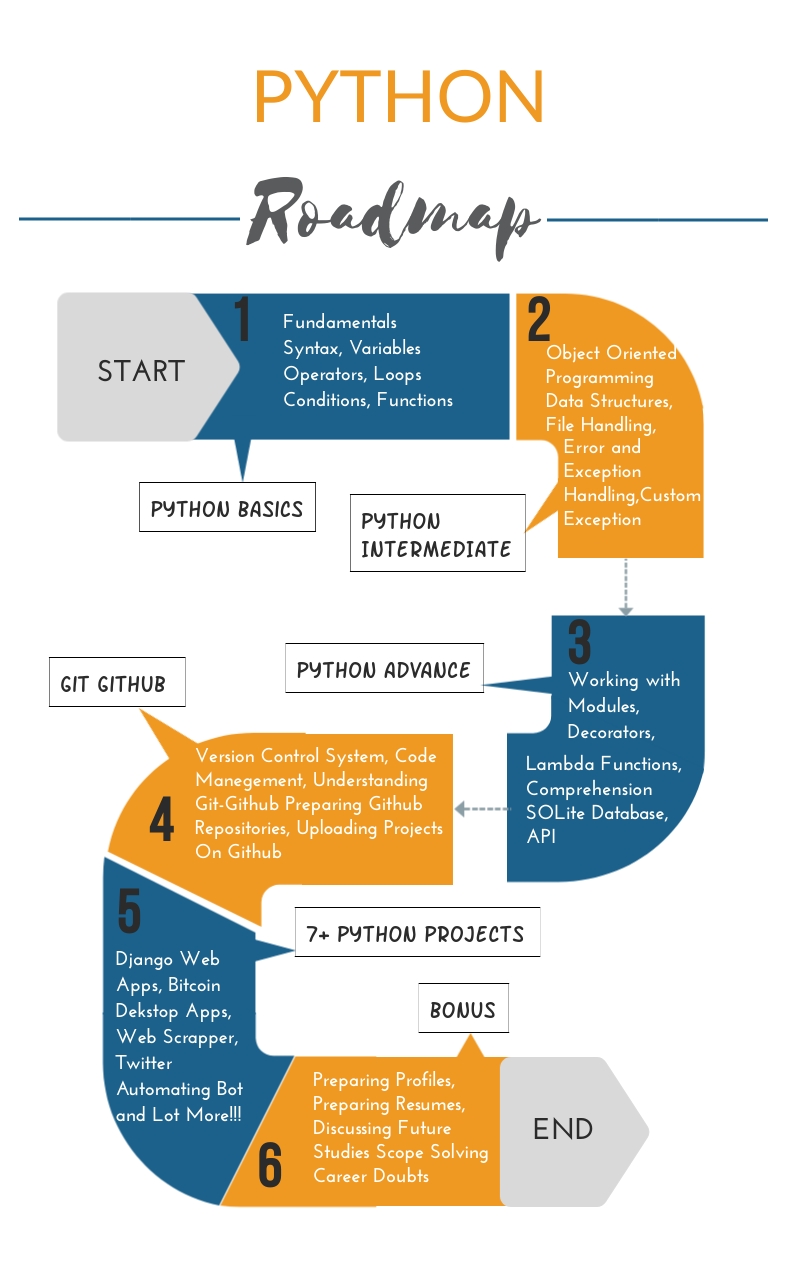 PYTHON
Roadmap
START
1
Fundamentals
Syntax, Variables
Operators, Loops
Conditions, Functions
PYTHON BASICS
2
Object Oriented
Programming
Data Structures,
File Handling,
Error and
Exception
Handling,Custom
Exception
PYTHON
INTERMEDIATE
3
Working with
Modules,
Decorators,
Lambda Functions,
Comprehension
SOLite Database,
API
PYTHON ADVANCE
GIT GITHUB
4
Version Control System, Code
Manegement, Understanding
Git-Github Preparing Github
Repositories, Uploading Projects
On Github
5
Django Web
Apps, Bitcoin
Dekstop Apps,
Web Scrapper,
Twitter
Automating Bot
and Lot More!!!
7+ PYTHON PROJECTS
BONUS
6
Preparing Profiles,
Preparing Resumes,
Discussing Future
Studies Scope Solving
Career Doubts
END